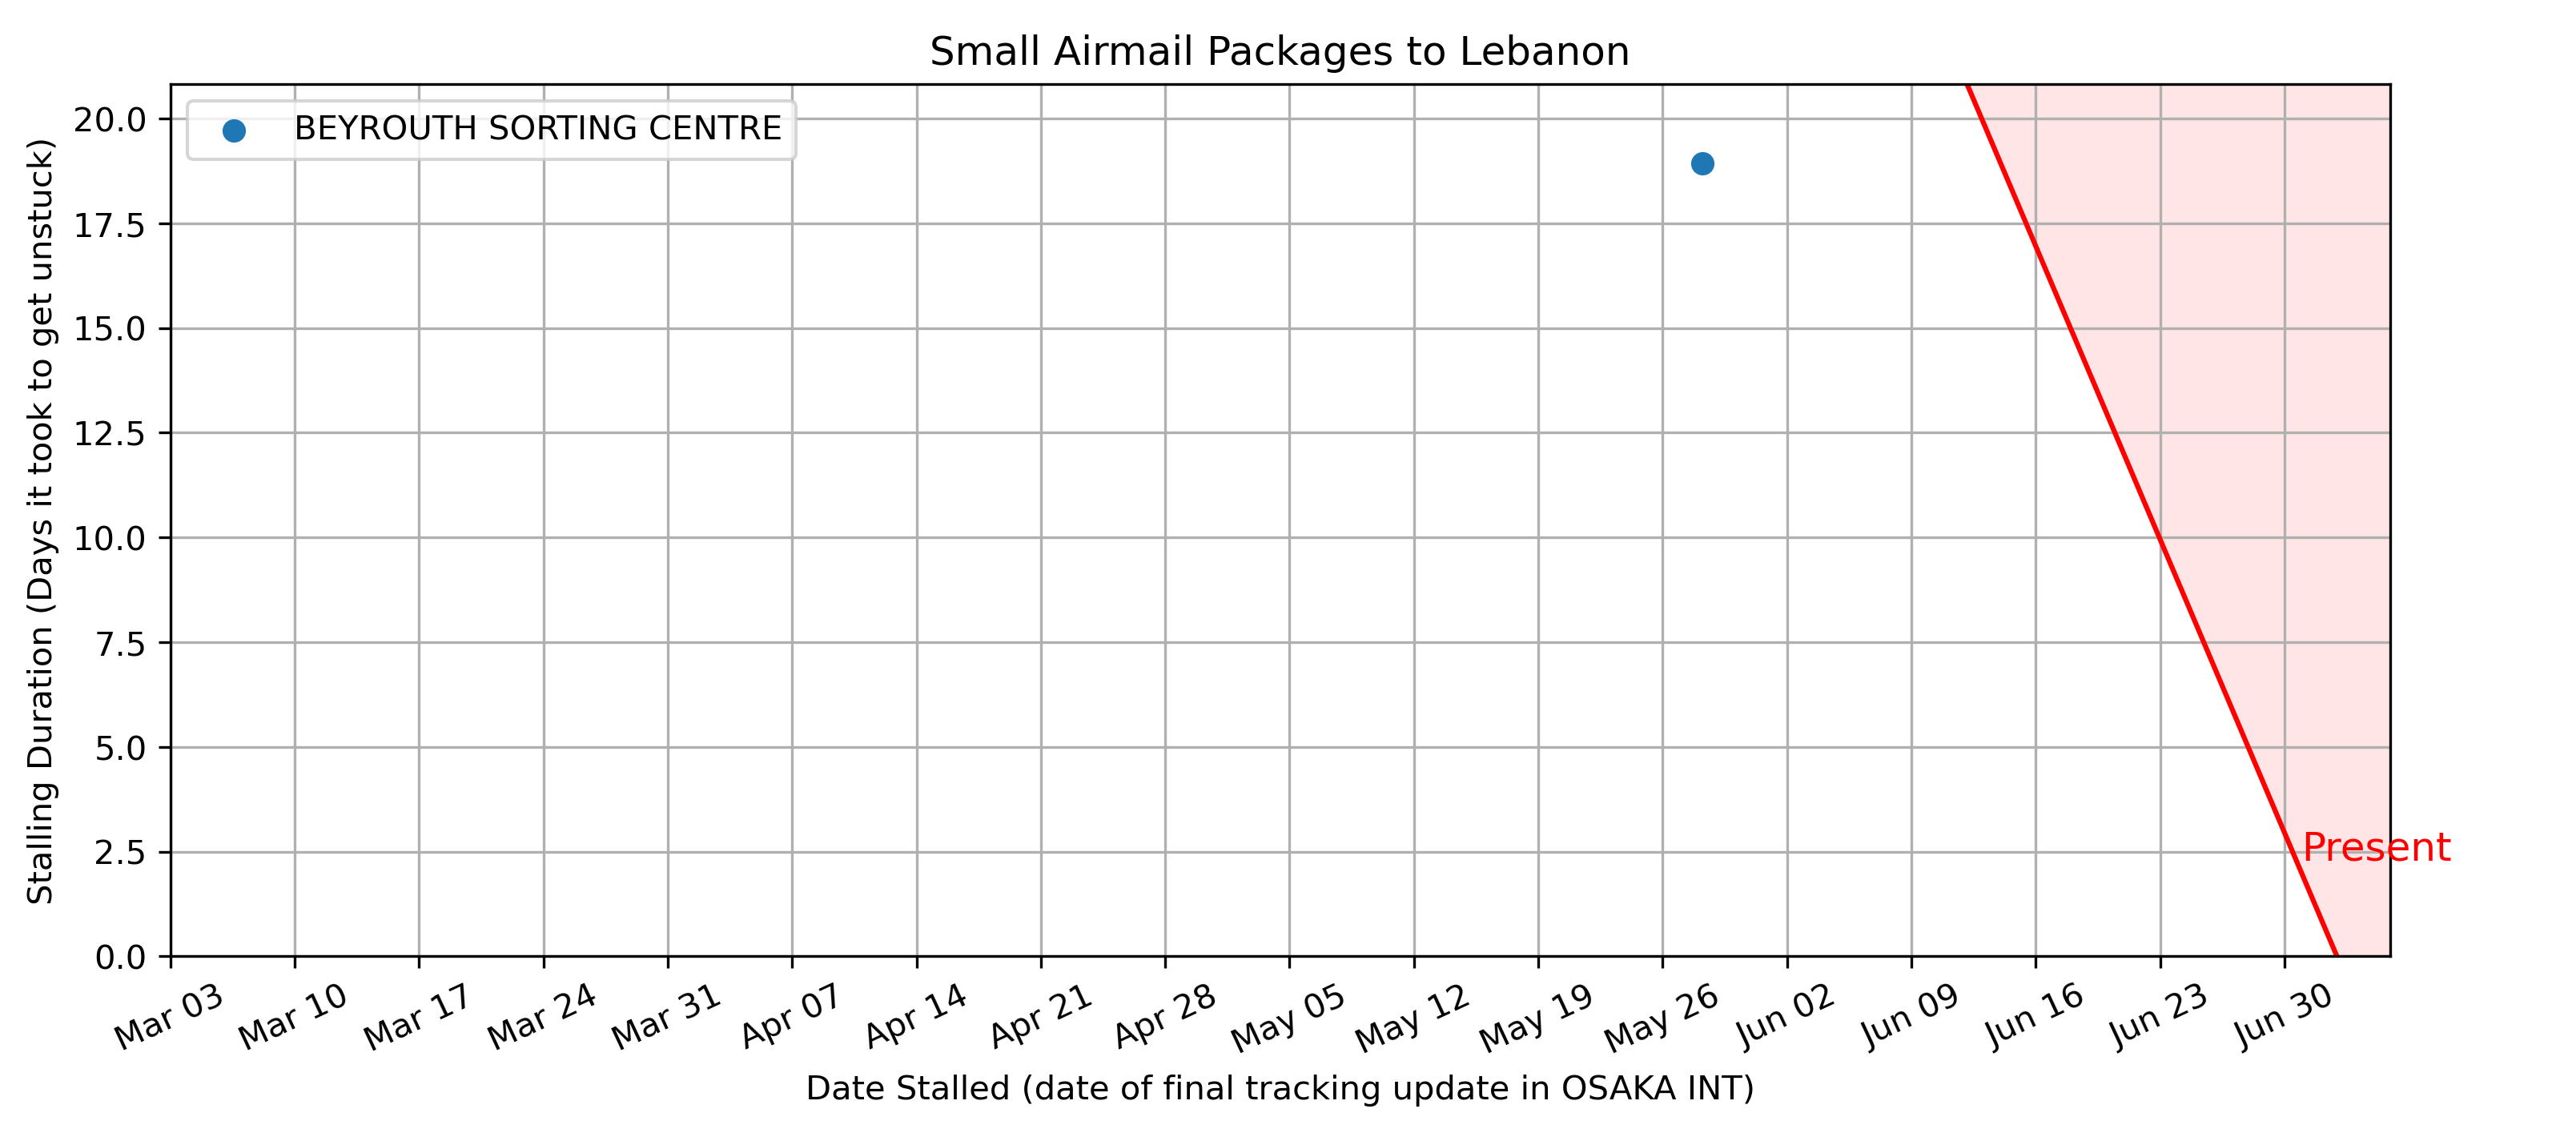 Small Airmail Packages to Lebanon
BEYROUTH SORTING CENTRE
Stalling Duration (Days it took to get unstuck)
20.0
17.5
15.0
12.5
10.0
7.5
5.0
2.5
0.0
Present
Mar 03
Mar 10
Mar 17
Mar 24
Mar 31
Apr 07
Apr 14
Apr 21
Apr 28
May 05
May 12
May 19
May 26
Jun 02
Jun 09
Jun 16
Jun 23
Jun 30
Date Stalled (date of final tracking update in OSAKA INT)